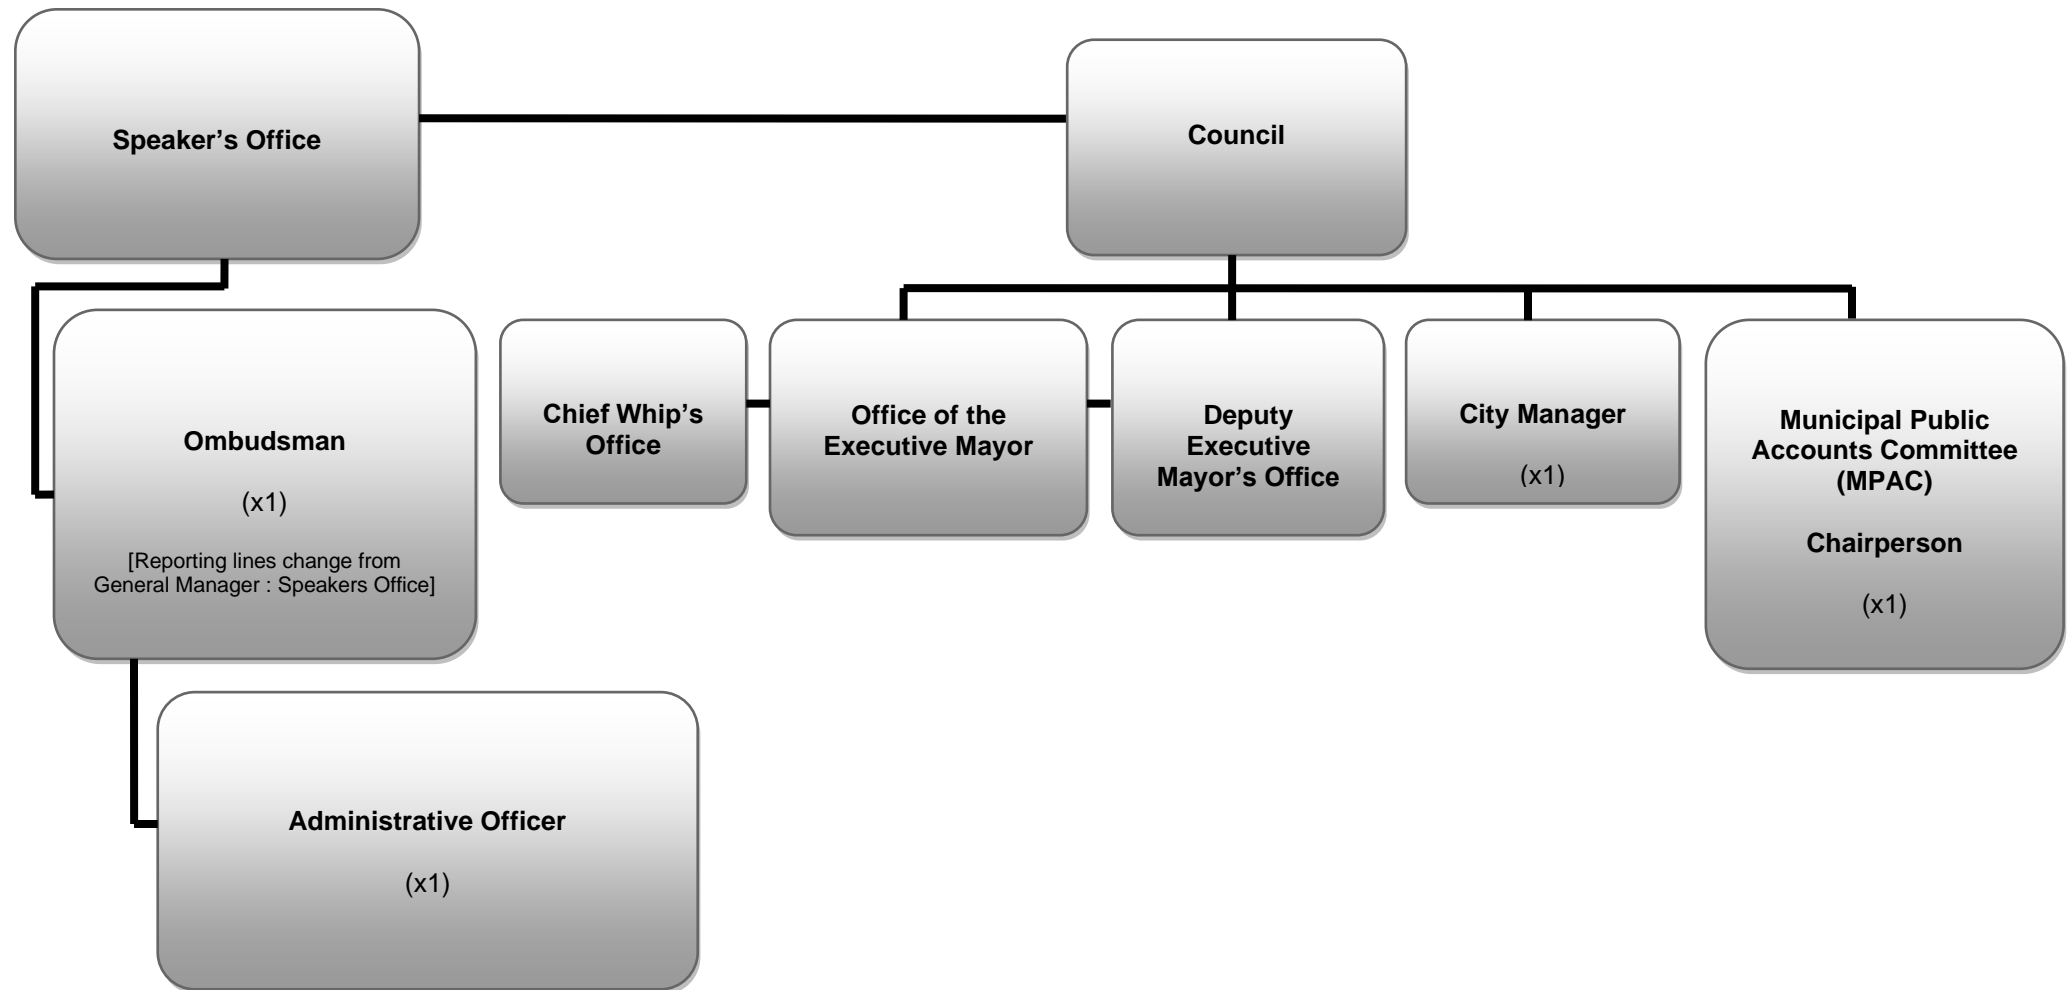 Speaker’s Office
Council
Ombudsman
(x1)
[Reporting lines change from
General Manager : Speakers Office]
Chief Whip’s
Office
Office of the
Executive Mayor
Deputy
Executive
Mayor’s Office
City Manager
(x1)
Municipal Public
Accounts Committee
(MPAC)
Chairperson
(x1)
Administrative Officer
(x1)